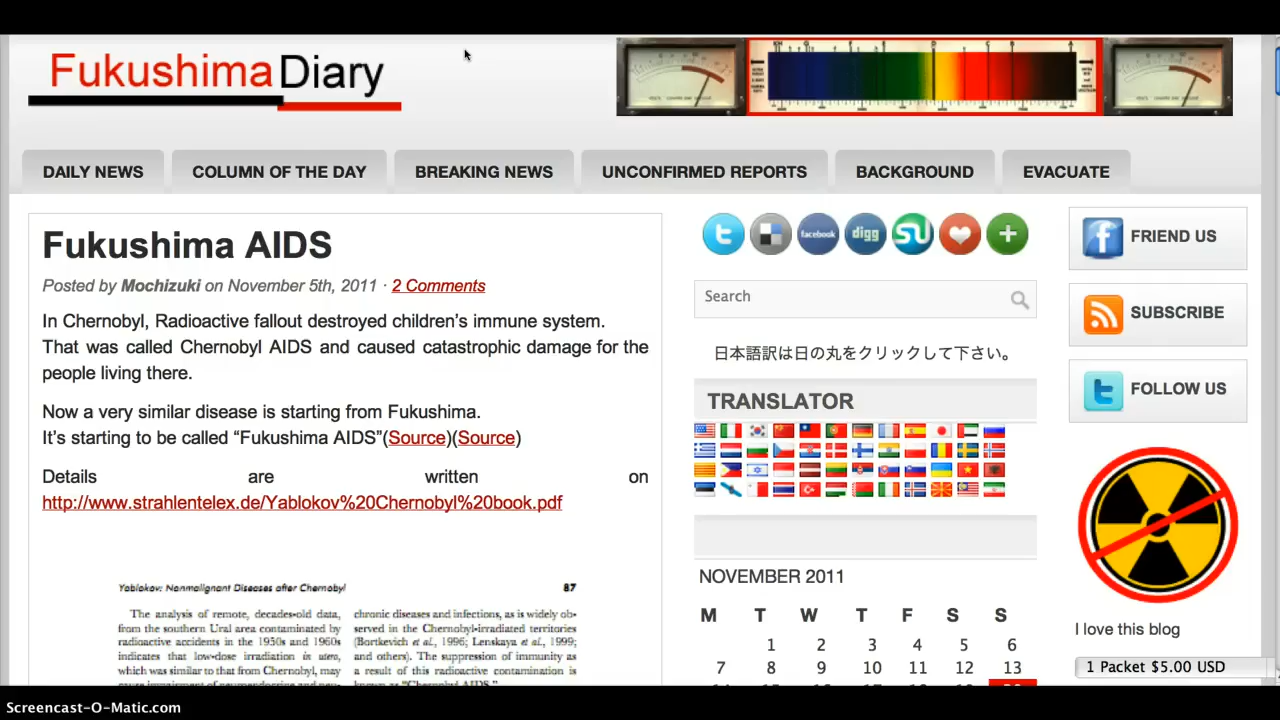 Fukushima Diary
DAILY NEWS
COLUMN OF THE DAY
BREAKING NEWS
UNCONFIRMED REPORTS
BACKGROUND
EVACUATE
Fukushima AIDS
Posted by Mochizuki on November 5th, 2011 · 2 Comments
In Chernobyl, Radioactive fallout destroyed children's immune system.
That was called Chernobyl AIDS and caused catastrophic damage for the
people living there.
Now a very similar disease is starting from Fukushima.
It's starting to be called “Fukushima AIDS”(Source)(Source)
Details are written on
http://www.strahlentelex.de/Yablokov%20Chernobyl%20book.pdf
Yablokov: Nonmalignant Diseases after Chernobyl 87
The analysis of remote, decades-old data,
from the southern Ural area contaminated by
radioactive accidents in the 1950s and 1960s
indicates that low-dose irradiation in utero,
which was similar to that from Chernobyl, may
chronic diseases and infections, as is widely ob-
served in the Chernobyl-irradiated territories
(Bortkevich et al., 1996; Lenskaya et al., 1999;
and others). The suppression of immunity as
a result of this radioactive contamination is
known as “Chernobyl AIDS.”
facebook
digg
Search
日本語訳は日の丸をクリックして下さい。
TRANSLATOR
NOVEMBER 2011
M T W T F S S
1 2 3 4 5 6
7 8 9 10 11 12 13
FRIEND US
SUBSCRIBE
FOLLOW US
I love this blog
1 Packet $5.00 USD
Screencast-O-Matic.com